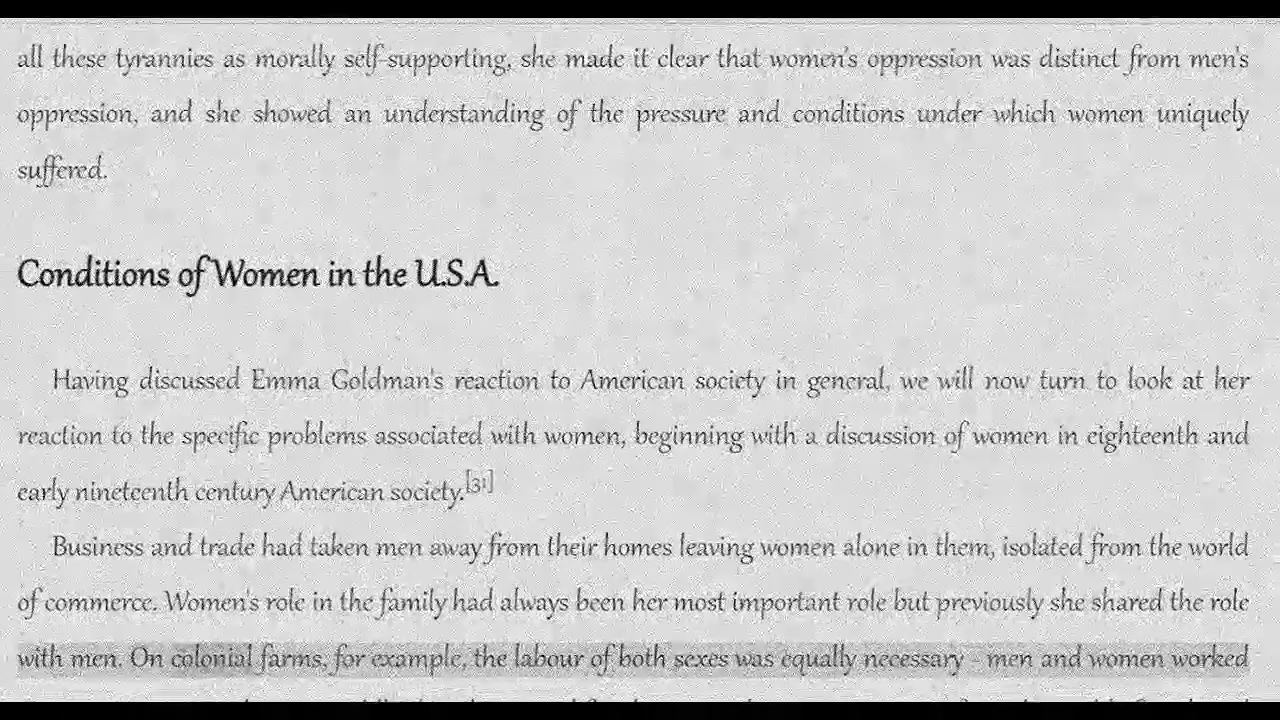 all these tyrannies as morally self-supporting, she made it clear that women's oppression was distinct from men's
oppression, and she showed an understanding of the pressure and conditions under which women uniquely
suffered.
Conditions of Women in the U.S.A.
Having discussed Emma Goldman's reaction to American society in general, we will now turn to look at her
reaction to the specific problems associated with women, beginning with a discussion of women in eighteenth and
early nineteenth century American society.[31]
Business and trade had taken men away from their homes leaving women alone in them, isolated from the world
of commerce. Women's role in the family had always been her most important role but previously she shared the role
with men. On colonial farms, for example, the labour of both sexes was equally necessary - men and women worked